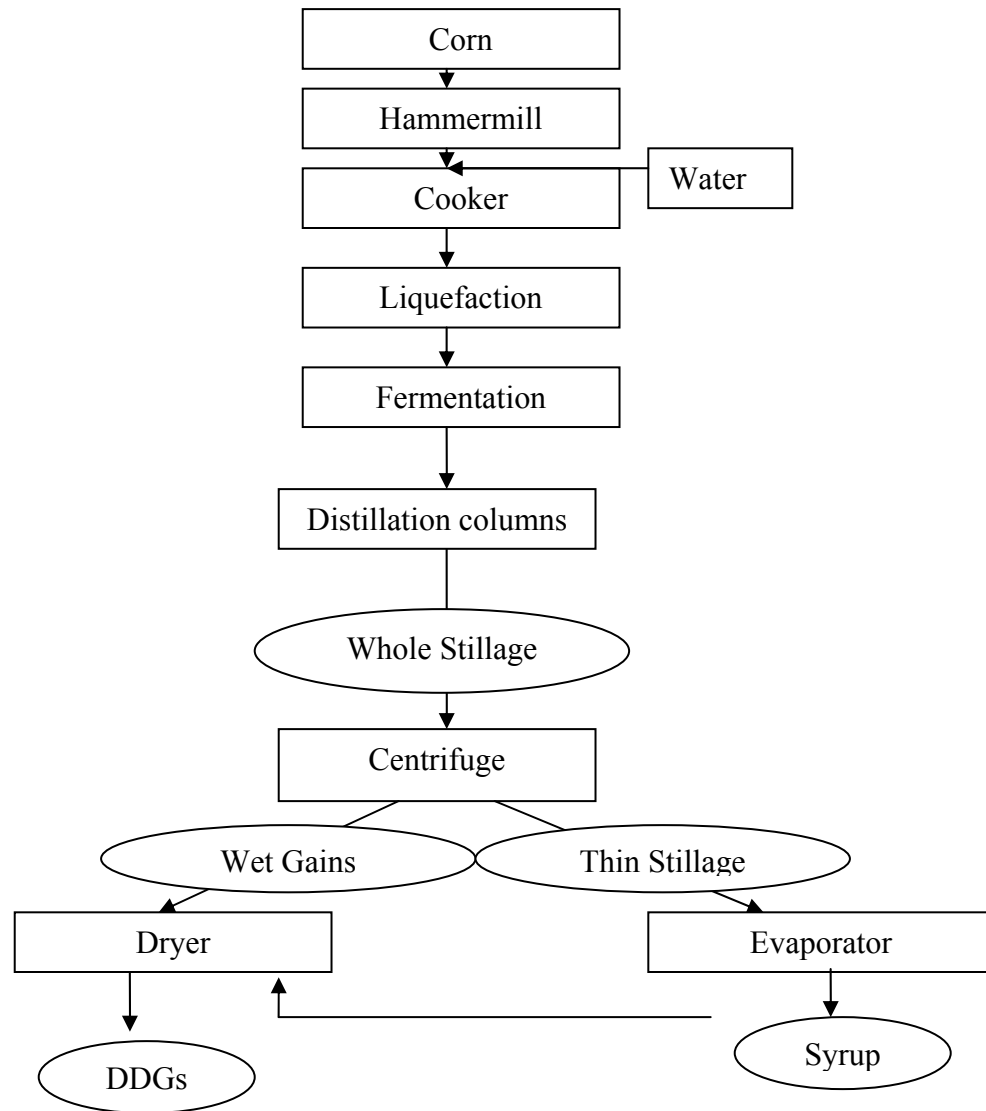 Corn
Hammermill
Water
Cooker
Liquefaction
Fermentation
Distillation columns
Whole Stillage
Centrifuge
Wet Gains
Thin Stillage
Dryer
Evaporator
Syrup
DDGs